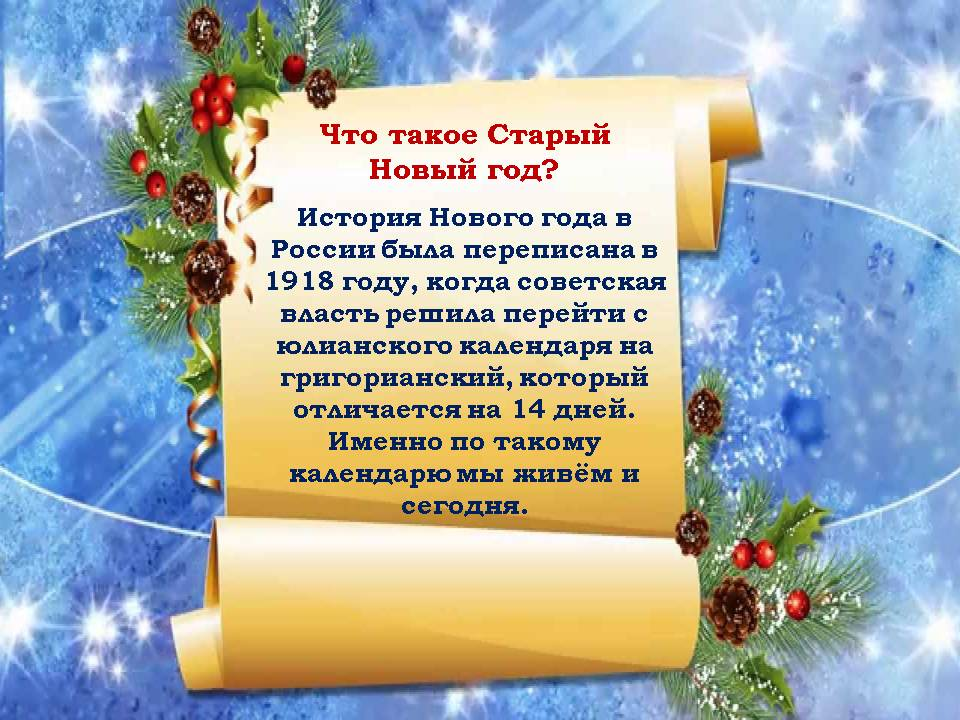 Что такое Старый
Новый год?
История Нового года в
России была переписана в
1918 году, когда советская
власть решила перейти с
юлианского календаря на
григорианский, который
отличается на 14 дней.
Именно по такому
календарю мы живём и
сегодня.